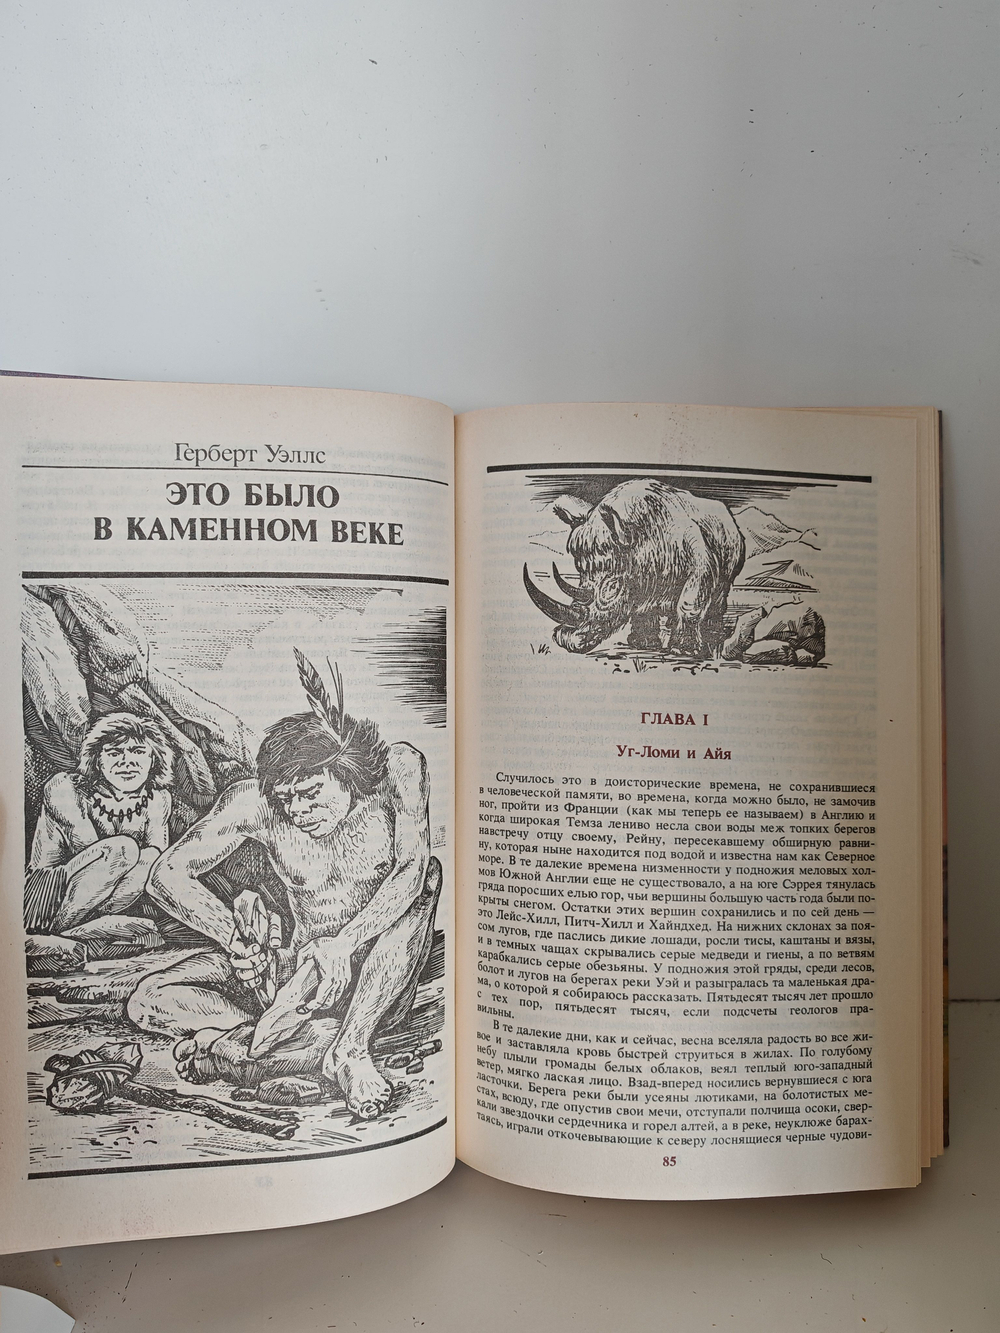 Герберт Уэллс
ЭТО БЫЛО
В КАМЕННОМ ВЕКЕ
ГЛАВА I
Уг-Ломи и Айя
Случилось это в доисторические времена, не сохранившиеся
в человеческой памяти, во времена, когда можно было, не замочив
ног, пройти из Франции (как мы теперь ее называем) в Англию и
когда широкая Темза лениво несла свои воды меж топких берегов
навстречу отцу своему, Рейну, пересекавшему обширную равни-
ну, которая ныне находится под водой и известна нам как Северное
море. В те далекие времена низменности у подножия меловых хол-
мов Южной Англии еще не существовало, а на юге Сэррея тянулась
гряда поросших елью гор, чьи вершины большую часть года были по-
крыты снегом. Остатки этих вершин сохранились и по сей день —
это Лейс-Хилл, Питч-Хилл и Хайндхед. На нижних склонах за поя-
сом лугов, где паслись дикие лошади, росли тисы, каштаны и вязы,
и в темных чащах скрывались серые медведи и гиены, а по ветвям
карабкались серые обезьяны. У подножия этой гряды, среди лесов,
болот и лугов на берегах реки Уэй и разыгралась та маленькая дра-
ма, о которой я собираюсь рассказать. Пятьдесят тысяч лет прошло
с тех пор, пятьдесят тысяч, если подсчеты геологов пра-
вильны.
В те далекие дни, как и сейчас, весна вселяла радость во все жи-
вое и заставляла кровь быстрей струиться в жилах. По голубому
небу плыли громады белых облаков, веял теплый юго-западный
ветер, мягко лаская лицо. Взад-вперед носились вернувшиеся с юга
ласточки. Берега реки были усеяны лютиками, на болотистых ме-
стах, всюду, где опустив свои мечи, отступали полчища осоки, свер-
кали звездочки сердечника и горел алтей, а в реке, неуклюже барах-
таясь, играли откочевывающие к северу лоснящиеся черные чудови-
85